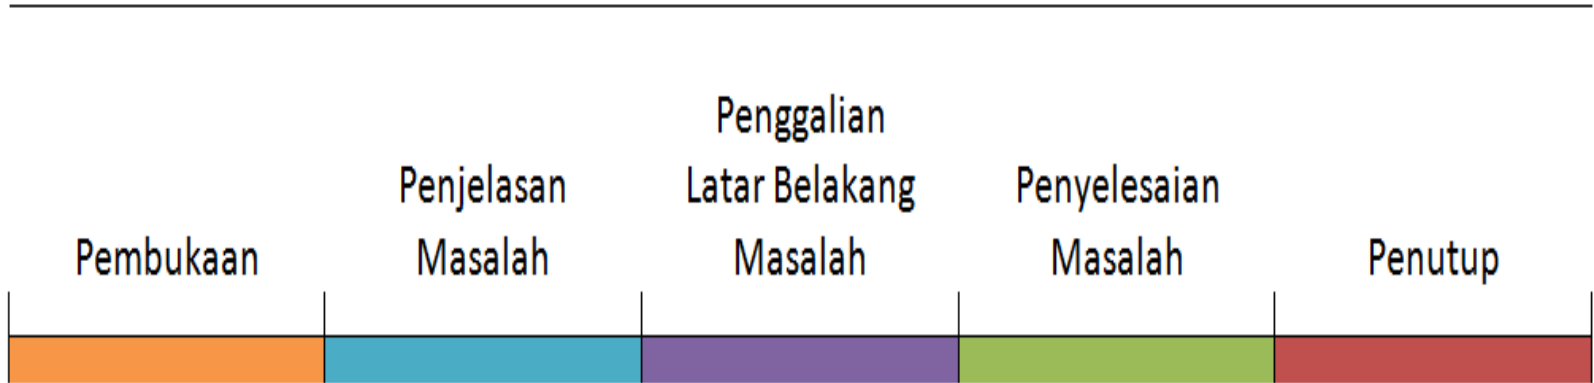 Pembukaan
Penjelasan
Masalah
Penggalian
Latar Belakang
Masalah
Penyelesaian
Masalah
Penutup